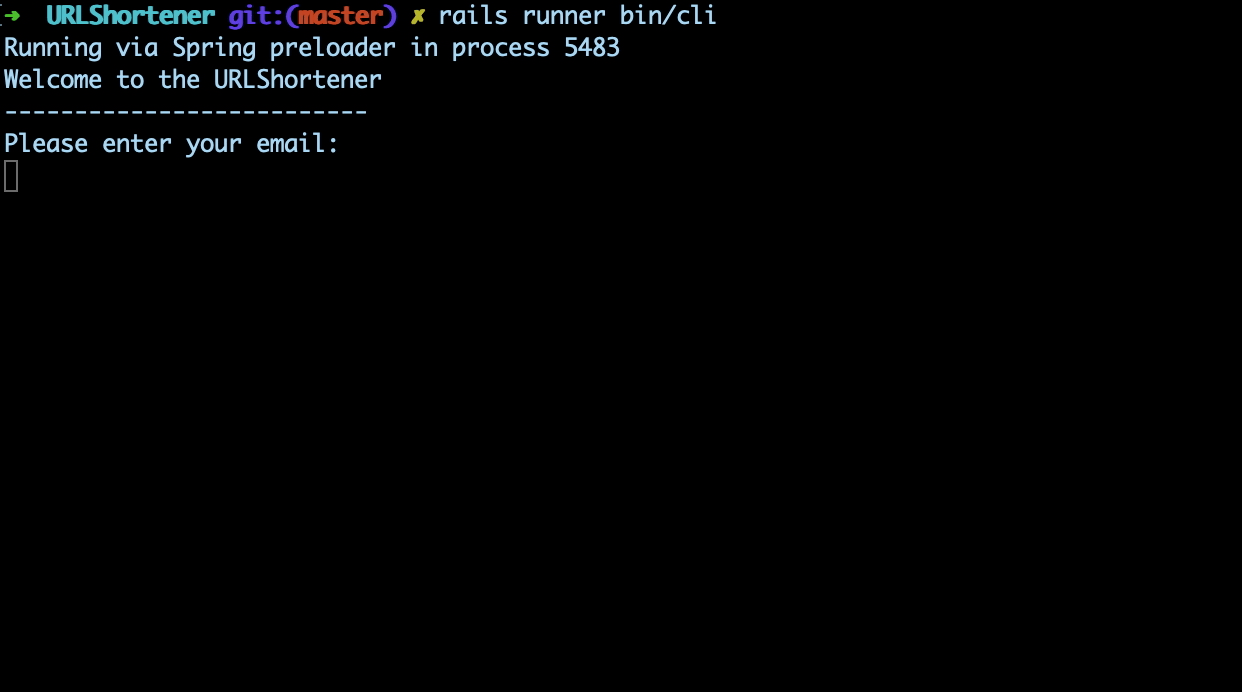 ➜ URLShortener git:(master) ✗ rails runner bin/cli
Running via Spring preloader in process 5483
Welcome to the URLShortener
--------------------------
Please enter your email: